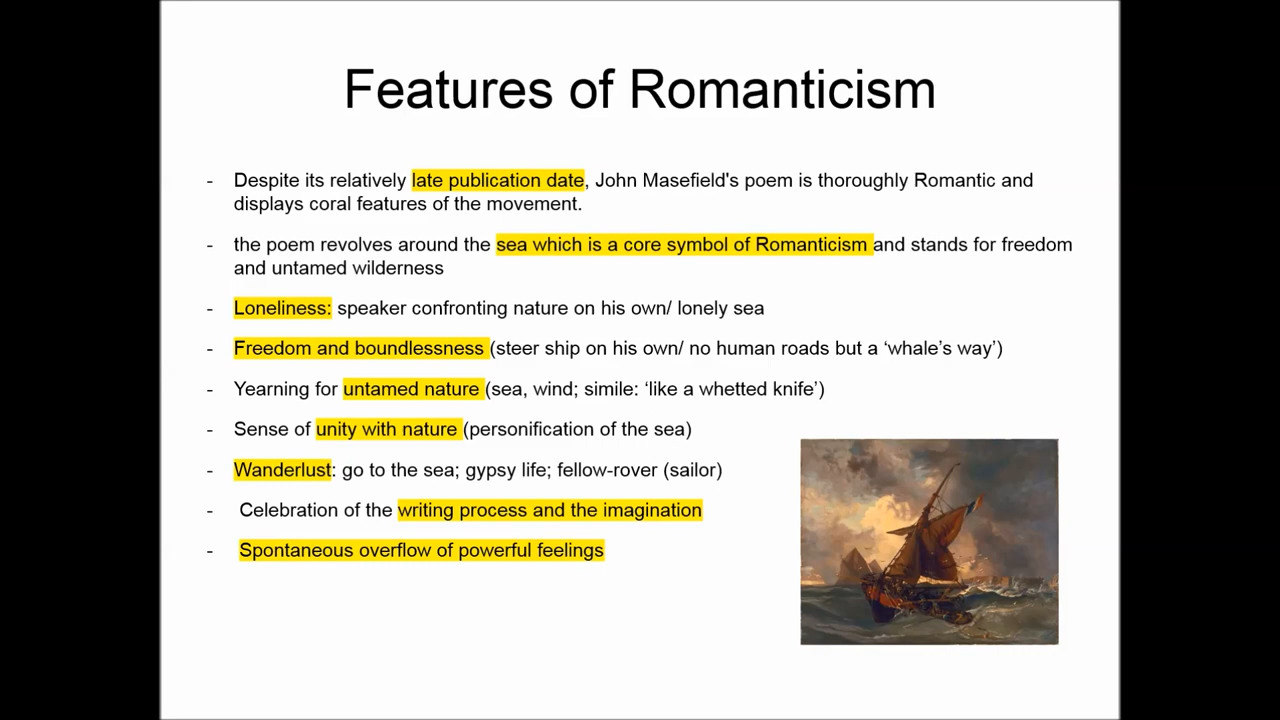 Features of Romanticism
- Despite its relatively late publication date, John Masefield's poem is thoroughly Romantic and
displays coral features of the movement.
- the poem revolves around the sea which is a core symbol of Romanticism and stands for freedom
and untamed wilderness
- Loneliness: speaker confronting nature on his own/ lonely sea
- Freedom and boundlessness (steer ship on his own/ no human roads but a ‘whale’s way’)
- Yearning for untamed nature (sea, wind; simile: ‘like a whetted knife’)
- Sense of unity with nature (personification of the sea)
- Wanderlust: go to the sea; gypsy life; fellow-rover (sailor)
- Celebration of the writing process and the imagination
- Spontaneous overflow of powerful feelings